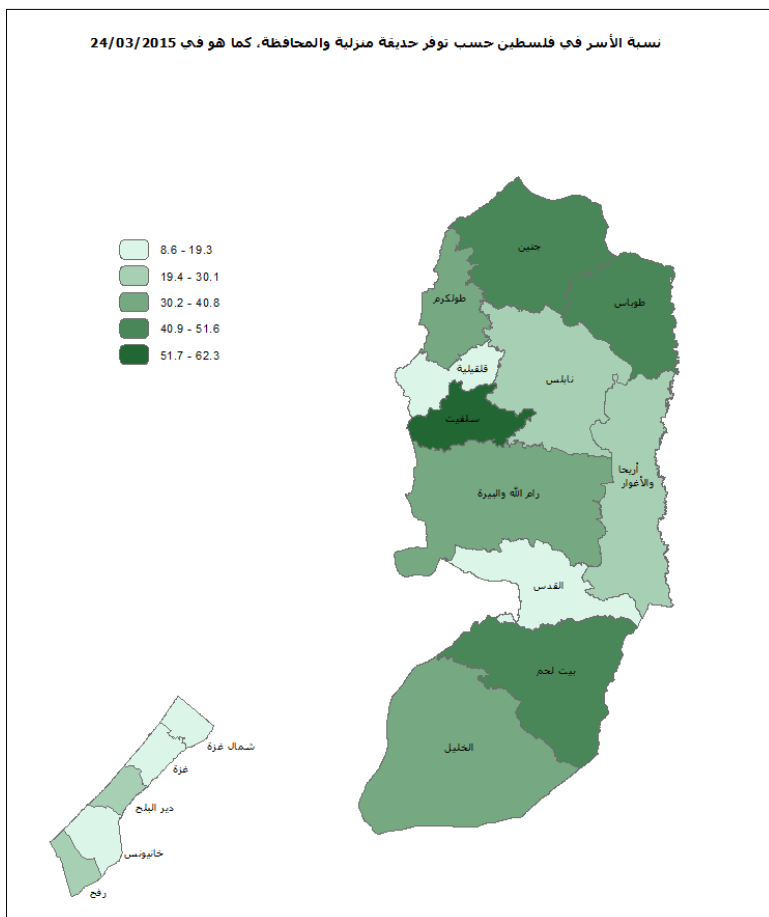 نسبة الأسر في فلسطين حسب توفر حديقة منزلية والمحافظة، كما هو في 24/03/2015
8.6 - 19.3
19.4 - 30.1
30.2 - 40.8
40.9 - 51.6
51.7 - 62.3
جنين
طوباس
طولكرم
قلقيلية
نابلس
سلفيت
أريحا
والأغوار
رام الله والبيرة
القدس
بيت لحم
الخليل
شمال غزة
غزة
دير البلح
خانيونس
رفح